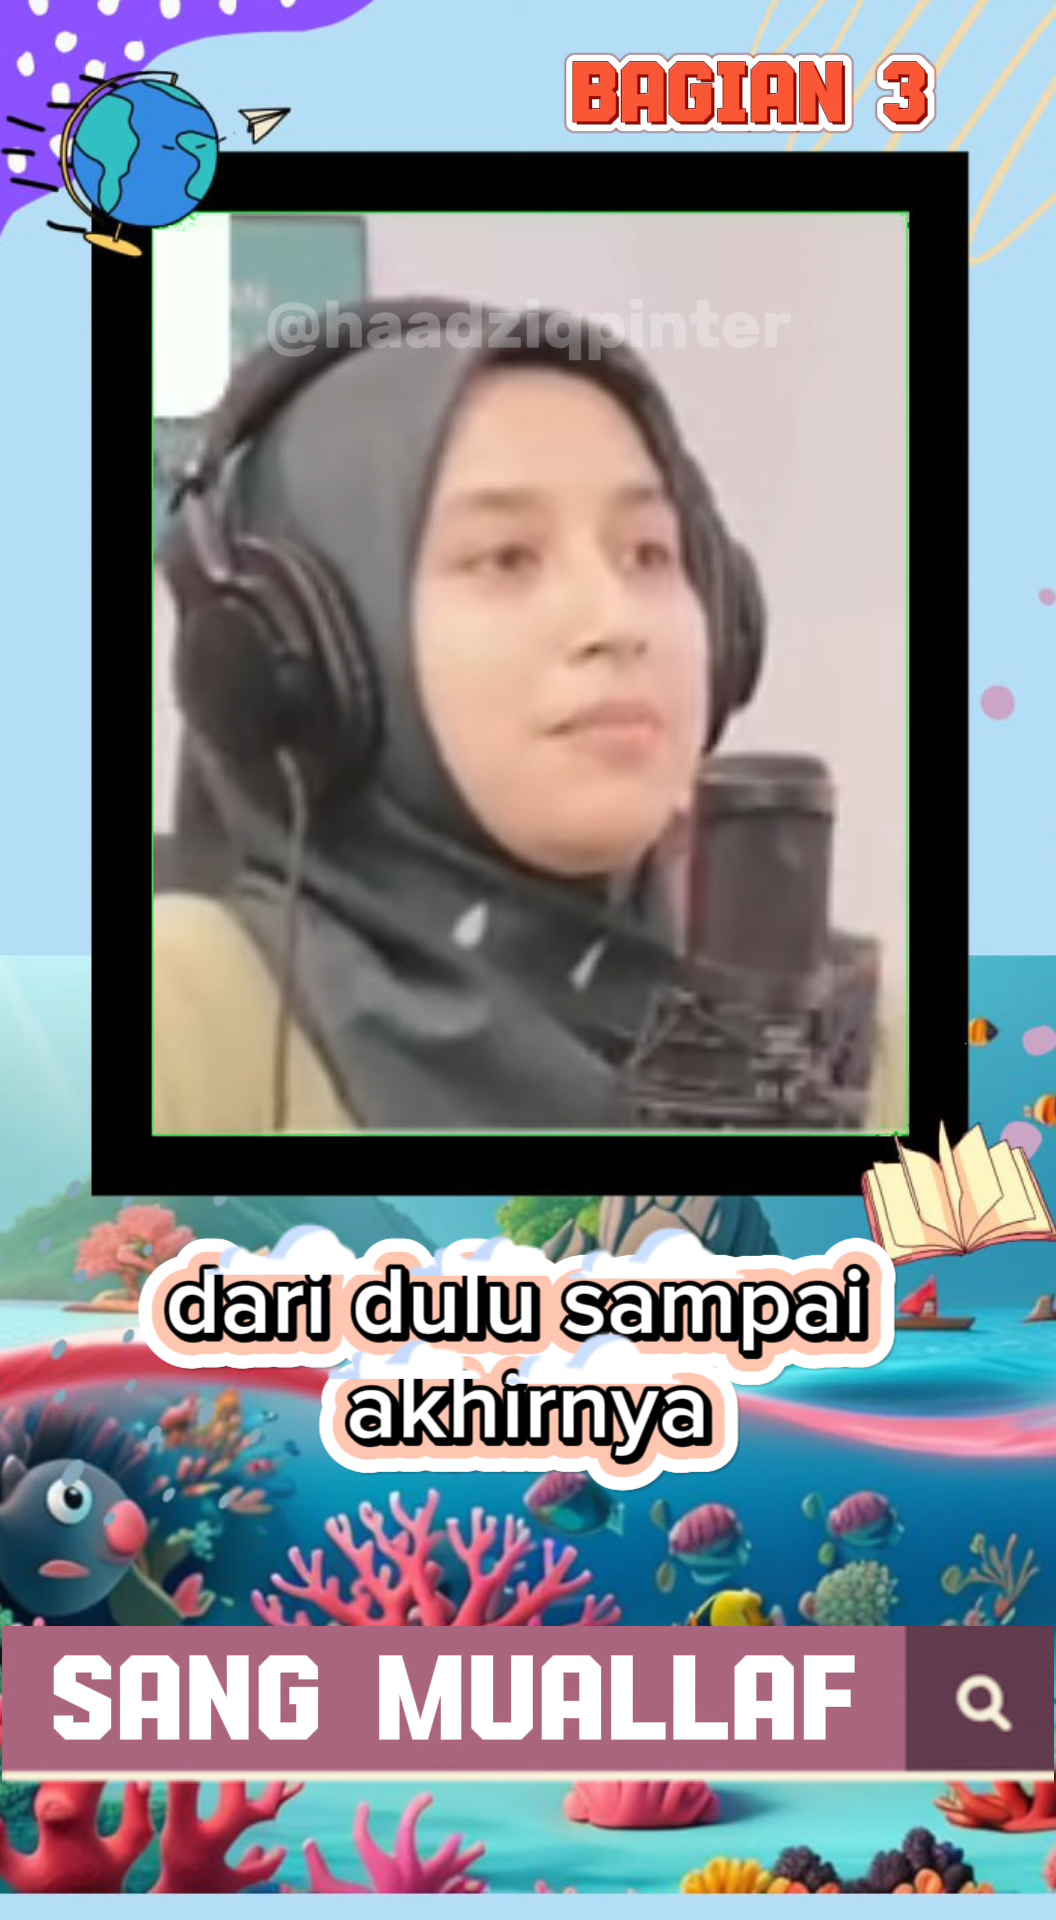 BAGIAN 3
@haadziqpinter
dari dulu sampai
akhirnya
SANG MUALLAF